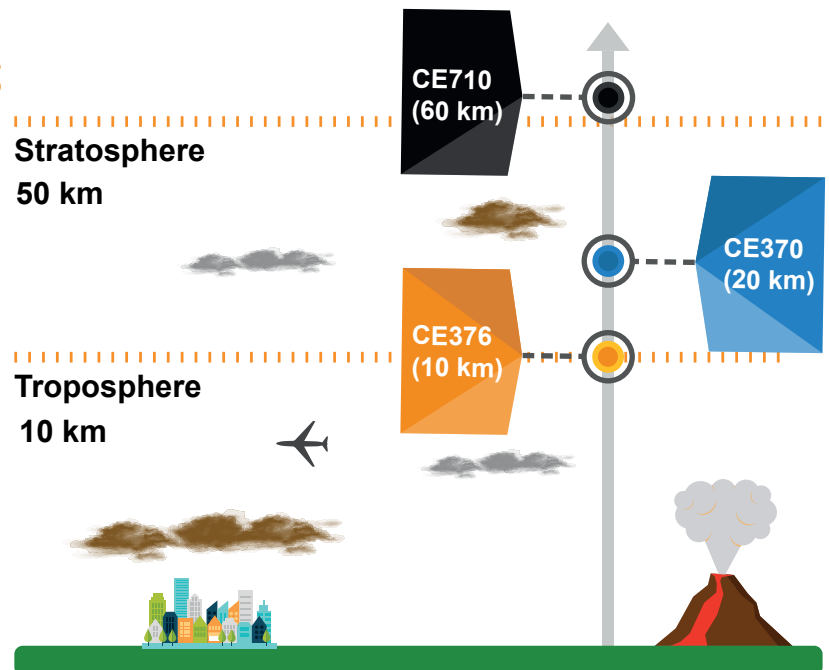 CE710
(60 km)
Stratosphere
50 km
CE370
(20 km)
CE376
(10 km)
Troposphere
10 km